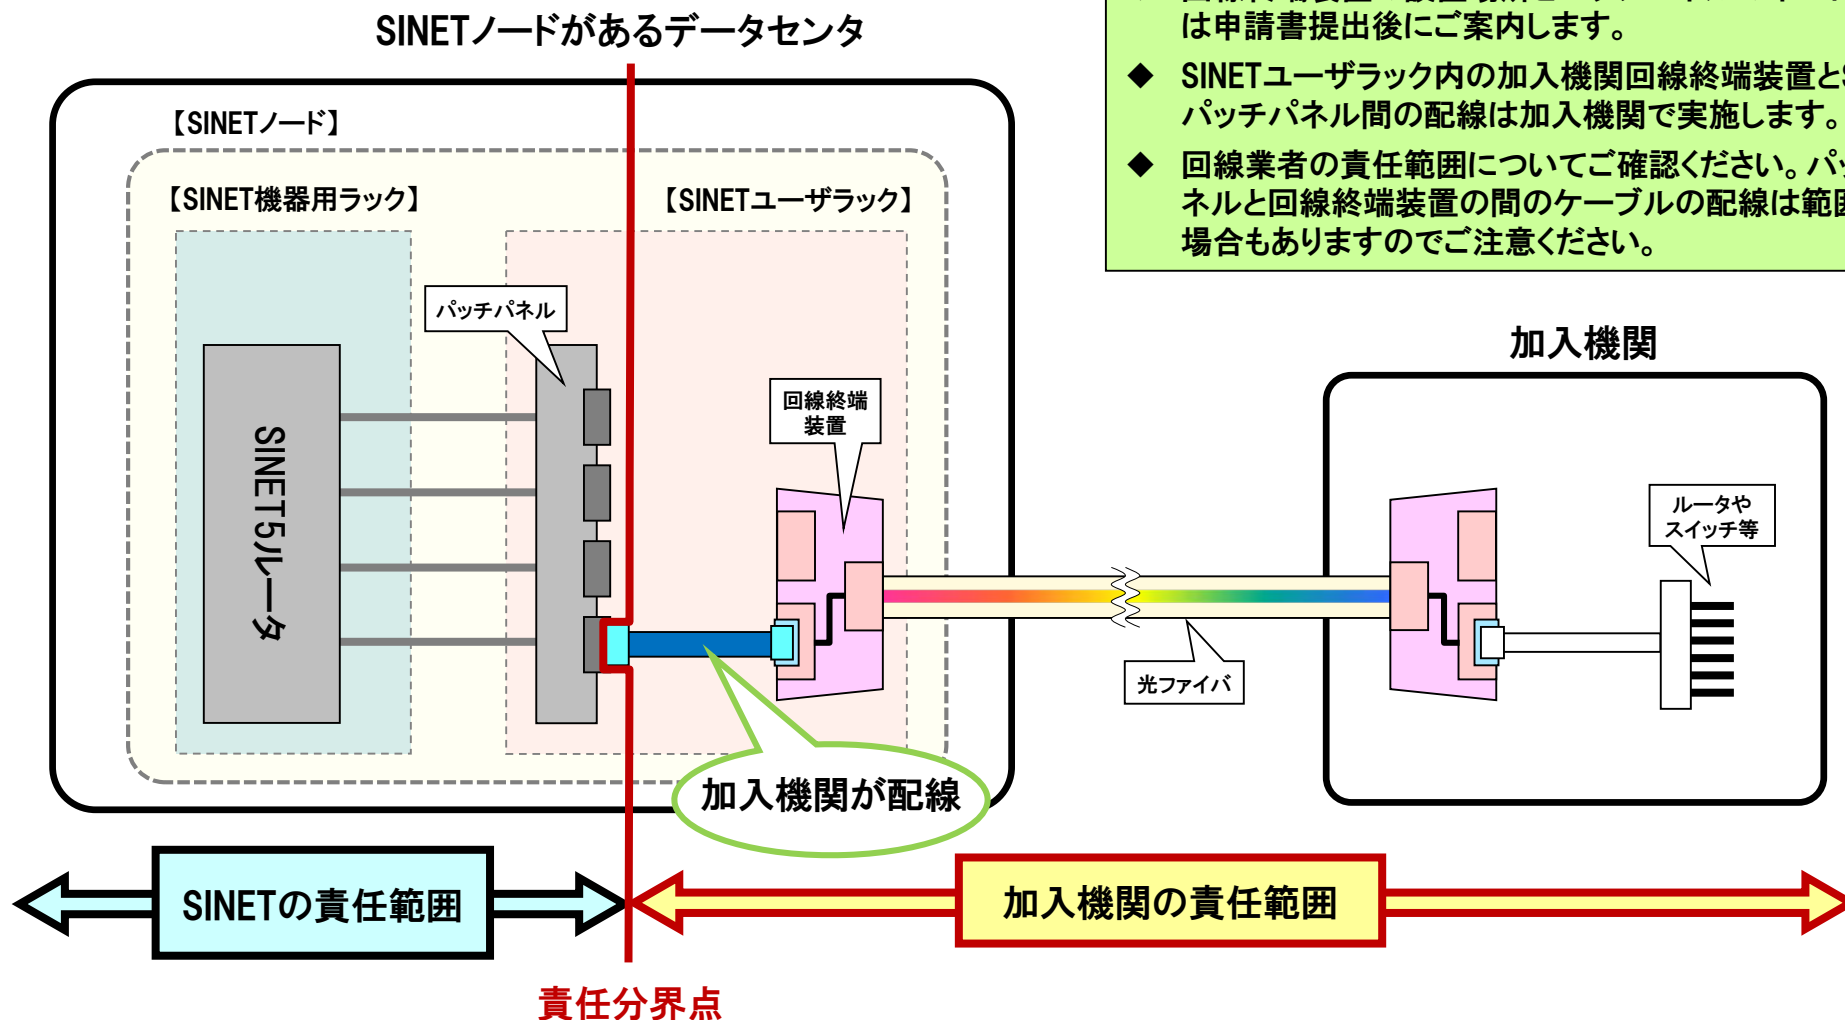 SINETノードがあるデータセンタ
は申請書提出後にご案内します。
◆ SINETユーザラック内の加入機関回線終端装置と
パッチパネル間の配線は加入機関で実施します。
◆ 回線業者の責任範囲についてご確認ください。パッ
ネルと回線終端装置の間のケーブルの配線は範囲
場合もありますのでご注意ください。
【SINETノード】
【SINET機器用ラック】
【SINETユーザラック】
パッチパネル
加入機関
回線終端
装置
SINET5ルータ
ルータや
スイッチ等
光ファイバ
加入機関が配線
SINETの責任範囲
加入機関の責任範囲
責任分界点